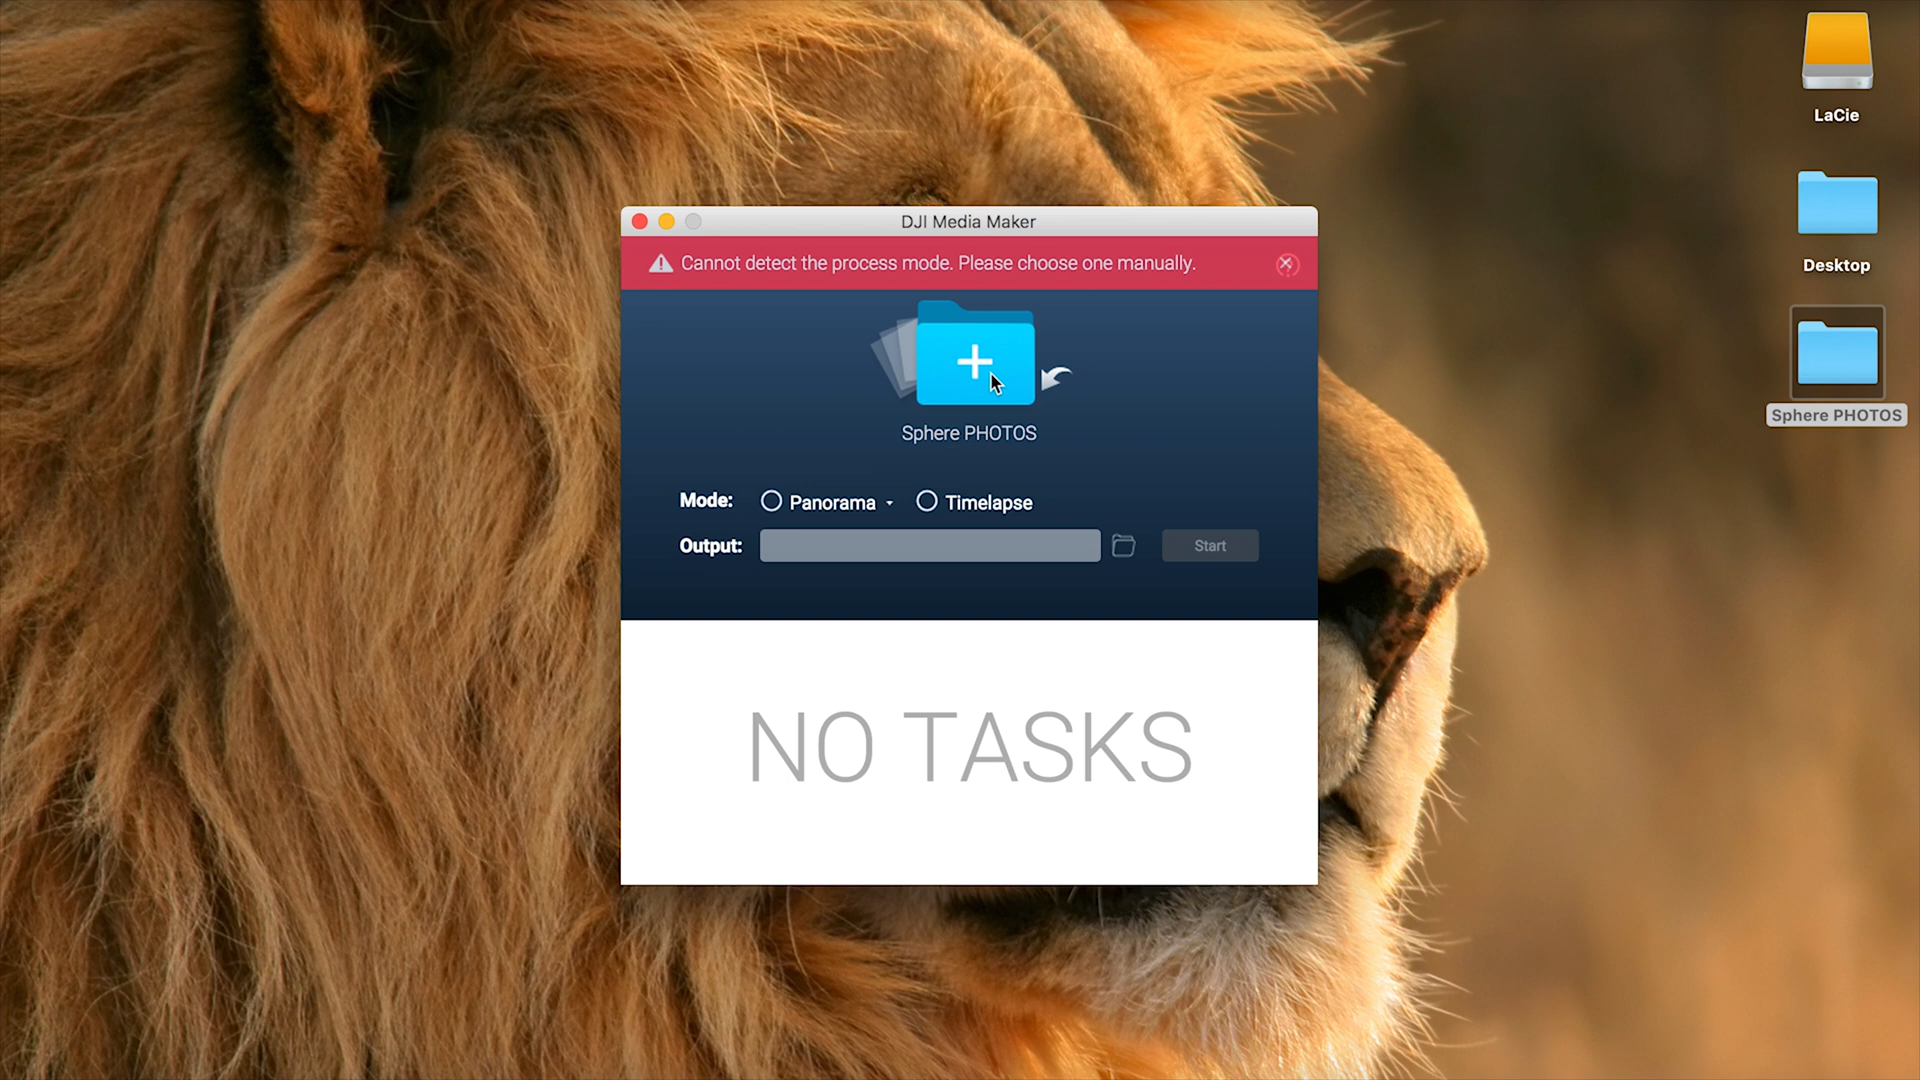 DJI Media Maker
Cannot detect the process mode. Please choose one manually.
Sphere PHOTOS
Mode: Panorama Timelapse
Output: Start
NO TASKS
LaCie
Desktop
Sphere PHOTOS